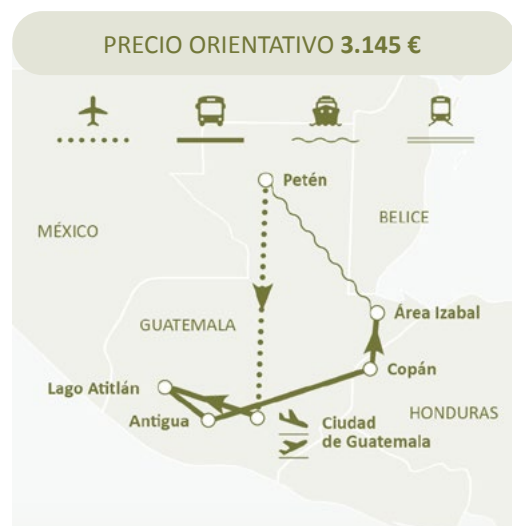 PRECIO ORIENTATIVO 3.145 €
Petén
BELICE
MÉXICO
Área Izabal
GUATEMALA
Copán
Lago Atitlán
HONDURAS
Antigua
Ciudad
de Guatemala